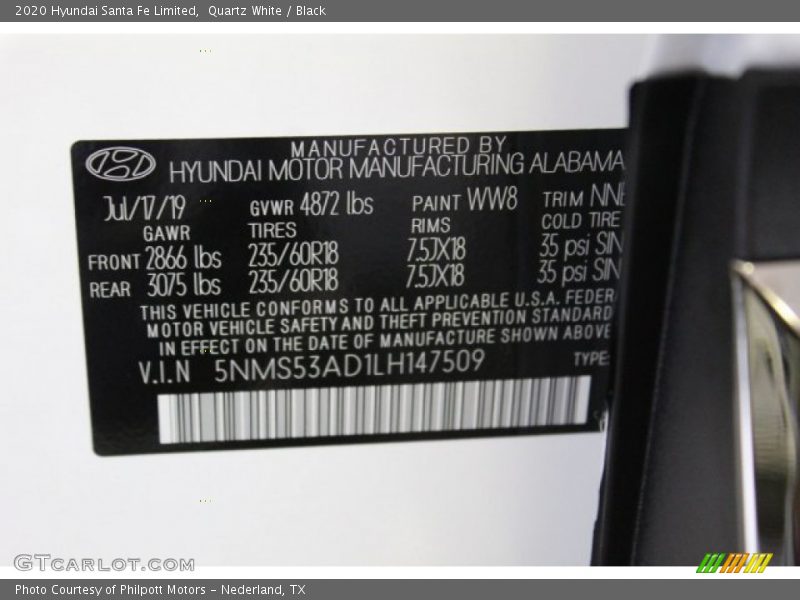 2020 Hyundai Santa Fe Limited, Quartz White / Black
MANUFACTURED BY
HYUNDAI MOTOR MANUFACTURING ALABAMA
Jul/17/19 GVWR 4872 lbs PAINT WW8 TRIM
GAWR TIRES RIMS COLD TIRE
FRONT 2866 lbs 235/60R18 7.5JX18 35 psi
REAR 3075 lbs 235/60R18 7.5JX18 35 psi
THIS VEHICLE CONFORMS TO ALL APPLICABLE U.S.A. FEDER
MOTOR VEHICLE SAFETY AND THEFT PREVENTION STANDARD
IN EFFECT ON THE DATE OF MANUFACTURE SHOWN ABOVE
V.I.N 5NMS53AD1LH147509 TYPE:
GTCARLOT.COM
Photo Courtesy of Philpott Motors - Nederland, TX